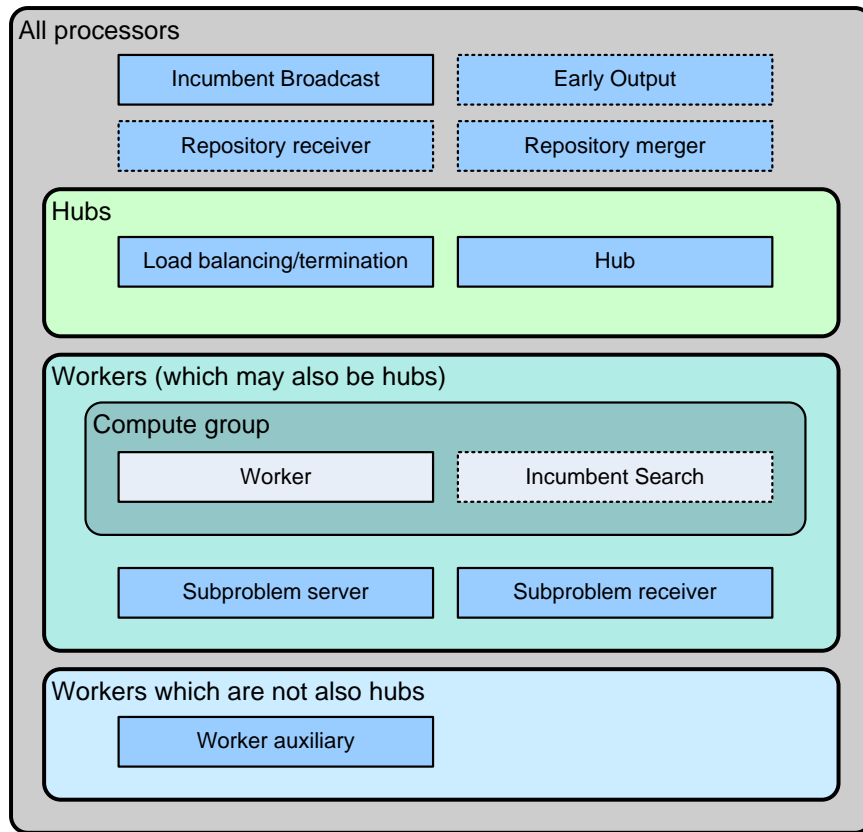 All processors
Incumbent Broadcast
Early Output
Repository receiver
Repository merger
Hubs
Load balancing/termination
Hub
Workers (which may also be hubs)
Compute group
Worker
Incumbent Search
Subproblem server
Subproblem receiver
Workers which are not also hubs
Worker auxiliary